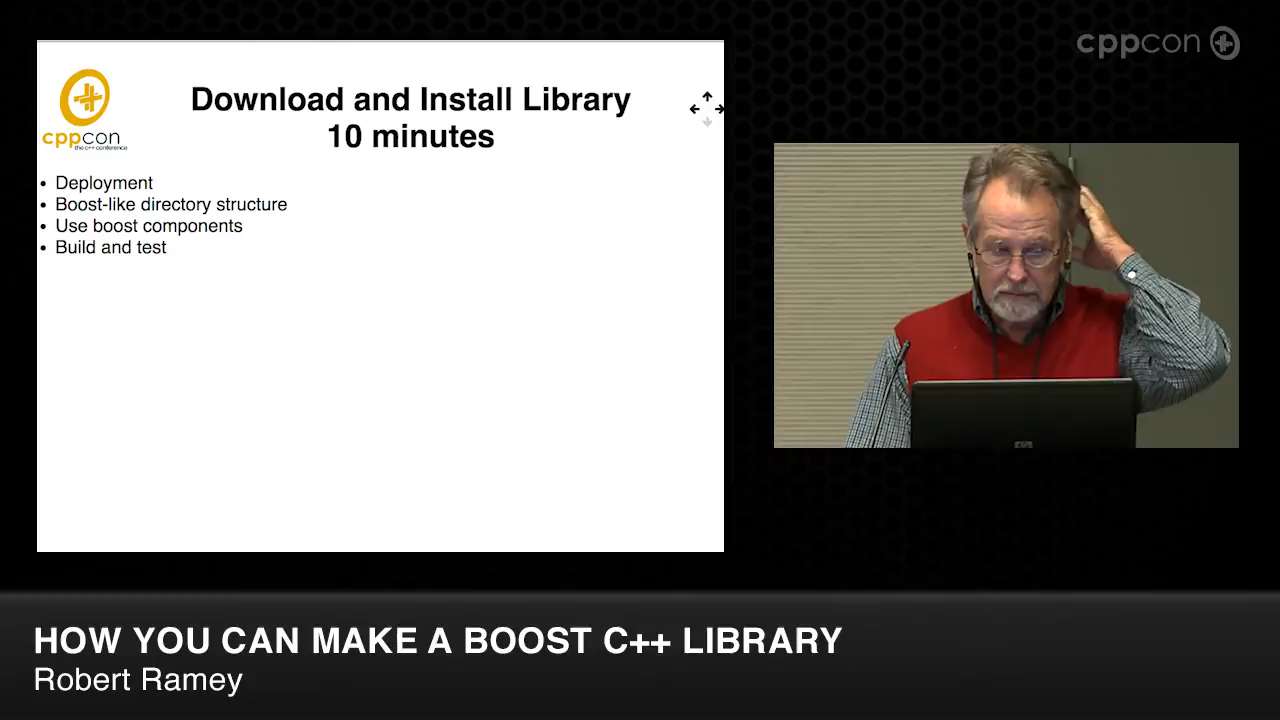 cppcon
cppcon
the c++ conference
Download and Install Library
10 minutes
• Deployment
• Boost-like directory structure
• Use boost components
• Build and test
HOW YOU CAN MAKE A BOOST C++ LIBRARY
Robert Ramey